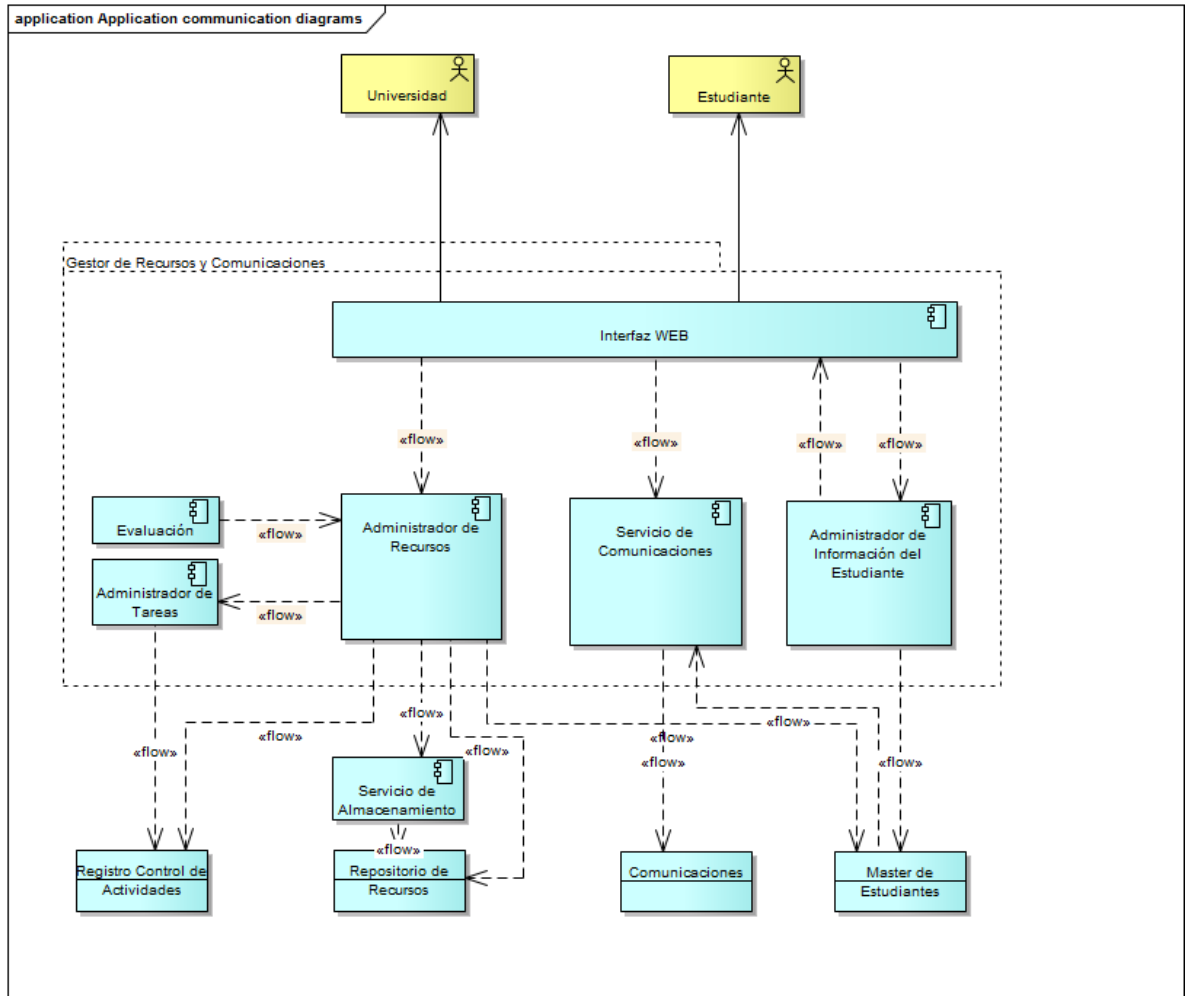 application Application communication diagrams
Universidad
Estudiante
Gestor de Recursos y Comunicaciones
Interfaz WEB
«flow»
«flow»
«flow»
«flow»
Evaluación
«flow»
Administrador de
Recursos
Servicio de
Comunicaciones
Administrador de
Información del
Estudiante
Administrador de
Tareas
«flow»
«flow»
«flow»
«flow»
«flow»
«flow»
«flow»
«flow»
«flow»
«flow»
Servicio de
Almacenamiento
«flow»
Registro Control de
Actividades
Repositorio de
Recursos
Comunicaciones
Master de
Estudiantes